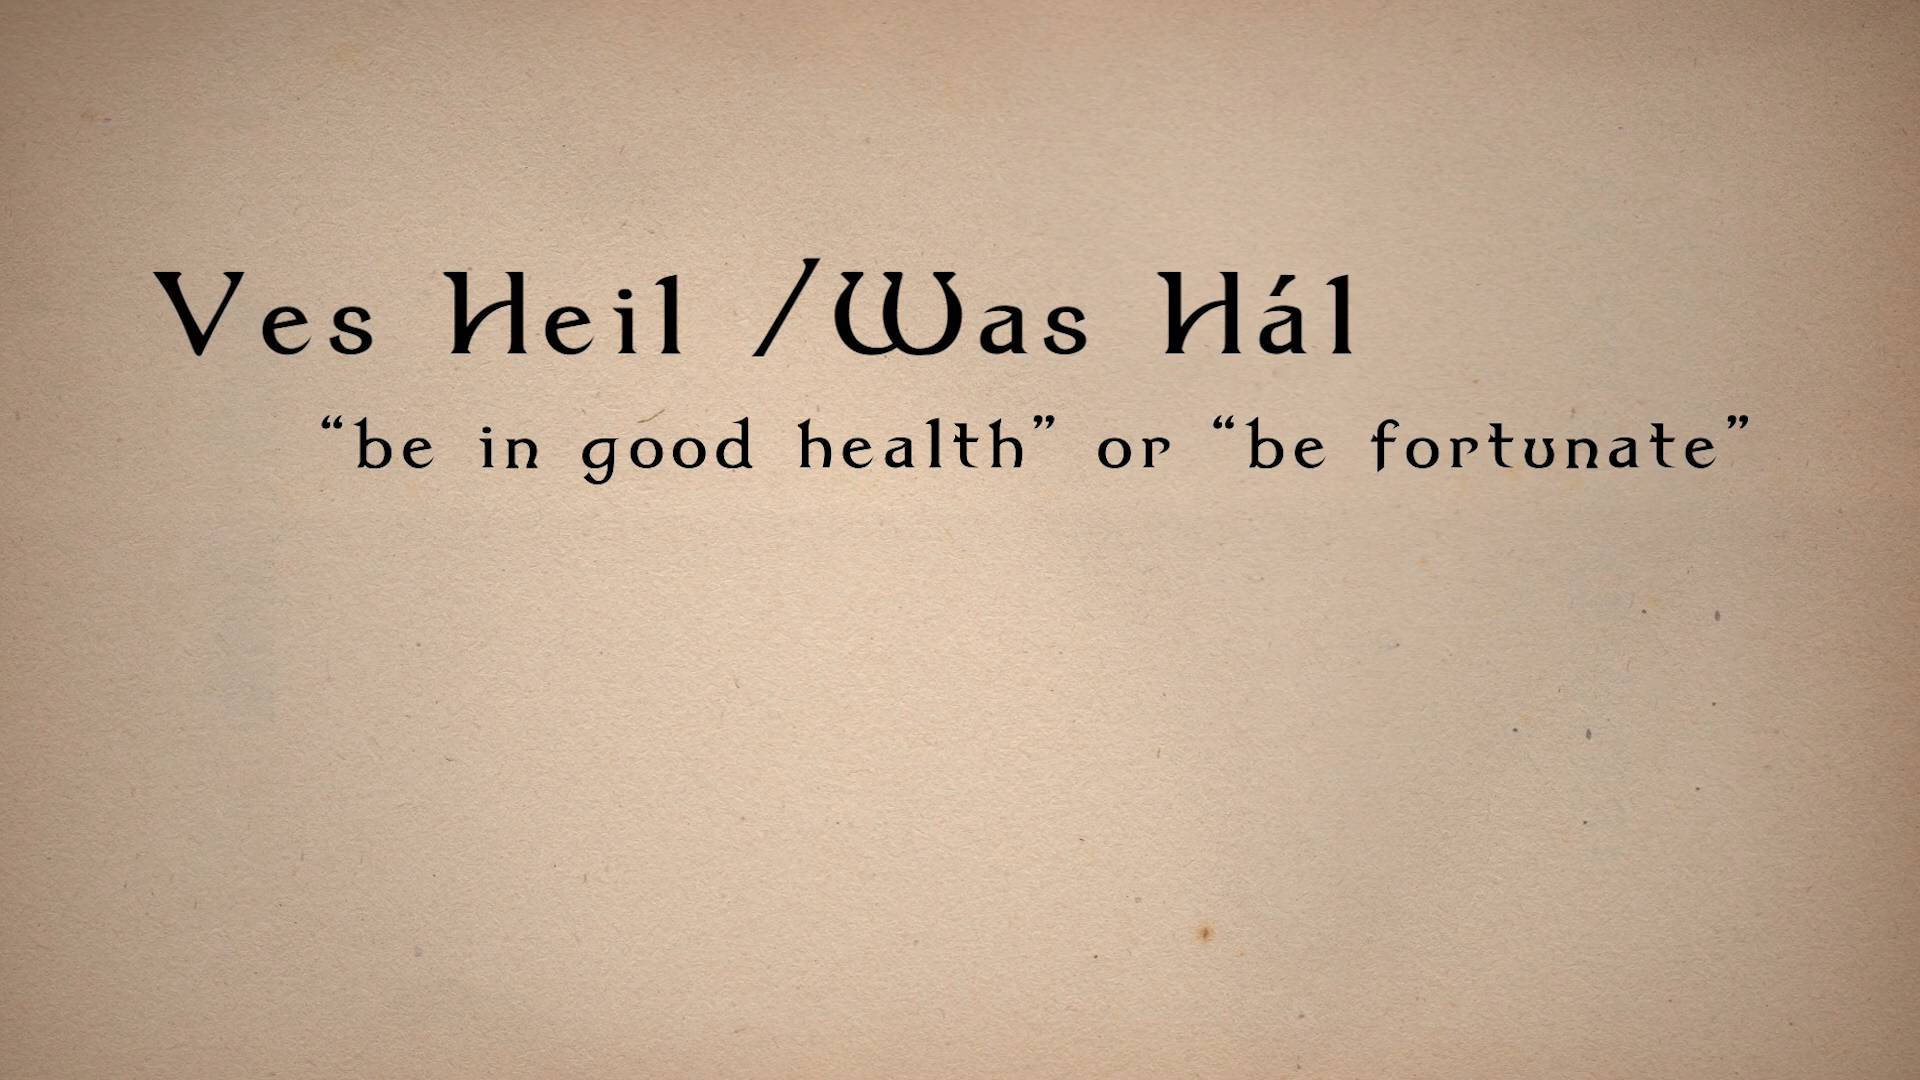 Ves Heil /Was Hál
“be in good health” or “be fortunate”